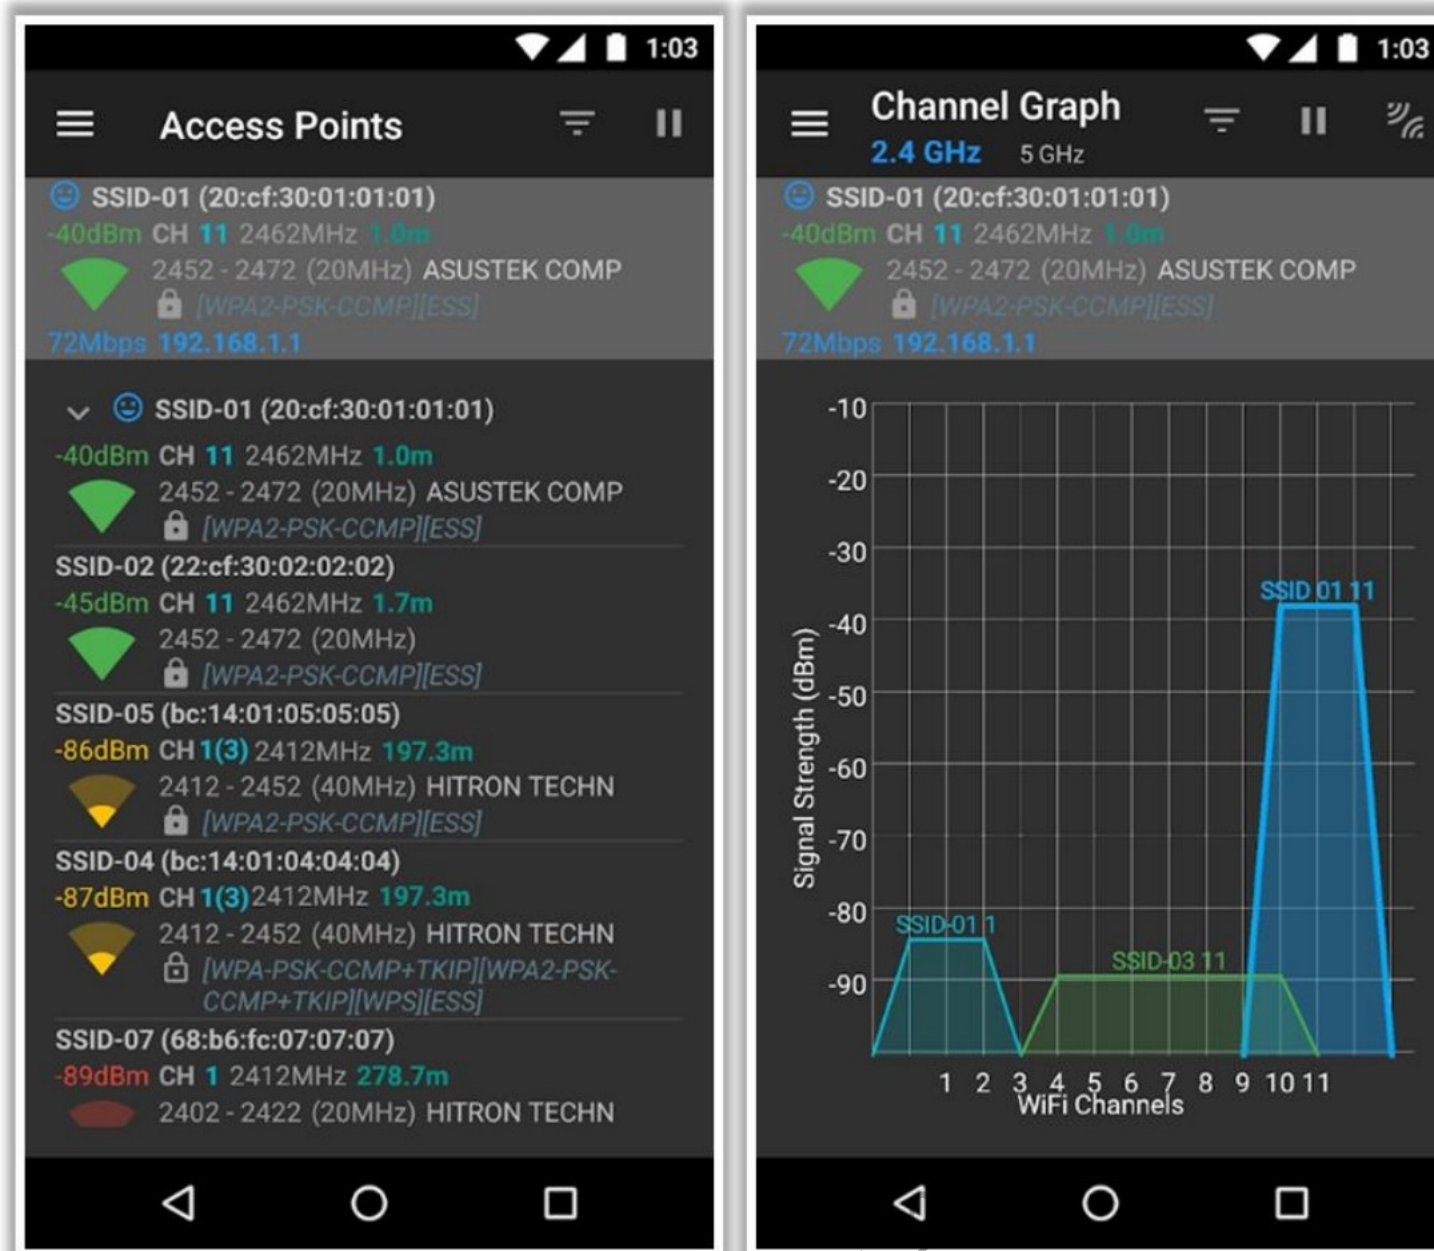 1:03
Access Points
SSID-01 (20:cf:30:01:01:01)
-40dBm CH 11 2462MHz 1.0m
2452 - 2472 (20MHz) ASUSTEK COMP
[WPA2-PSK-CCMP][ESS]
72Mbps 192.168.1.1
SSID-01 (20:cf:30:01:01:01)
-40dBm CH 11 2462MHz 1.0m
2452 - 2472 (20MHz) ASUSTEK COMP
[WPA2-PSK-CCMP][ESS]
SSID-02 (22:cf:30:02:02:02)
-45dBm CH 11 2462MHz 1.7m
2452 - 2472 (20MHz)
[WPA2-PSK-CCMP][ESS]
SSID-05 (bc:14:01:05:05:05)
-86dBm CH 1(3) 2412MHz 197.3m
2412 - 2452 (40MHz) HITRON TECHN
[WPA2-PSK-CCMP][ESS]
SSID-04 (bc:14:01:04:04:04)
-87dBm CH 1(3) 2412MHz 197.3m
2412 - 2452 (40MHz) HITRON TECHN
[WPA-PSK-CCMP+TKIP][WPA2-PSK-
CCMP+TKIP][WPS][ESS]
SSID-07 (68:b6:fc:07:07:07)
-89dBm CH 1 2412MHz 278.7m
2402 - 2422 (20MHz) HITRON TECHN
1:03
Channel Graph
2.4 GHz 5 GHz
SSID-01 (20:cf:30:01:01:01)
-40dBm CH 11 2462MHz 1.0m
2452 - 2472 (20MHz) ASUSTEK COMP
[WPA2-PSK-CCMP][ESS]
72Mbps 192.168.1.1
-10
-20
-30
SSID 01 11
-40
-50
-60
-70
-80
SSID-01 1
SSID-03 11
-90
Signal Strength (dBm)
1 2 3 4 5 6 7 8 9 10 11
WiFi Channels